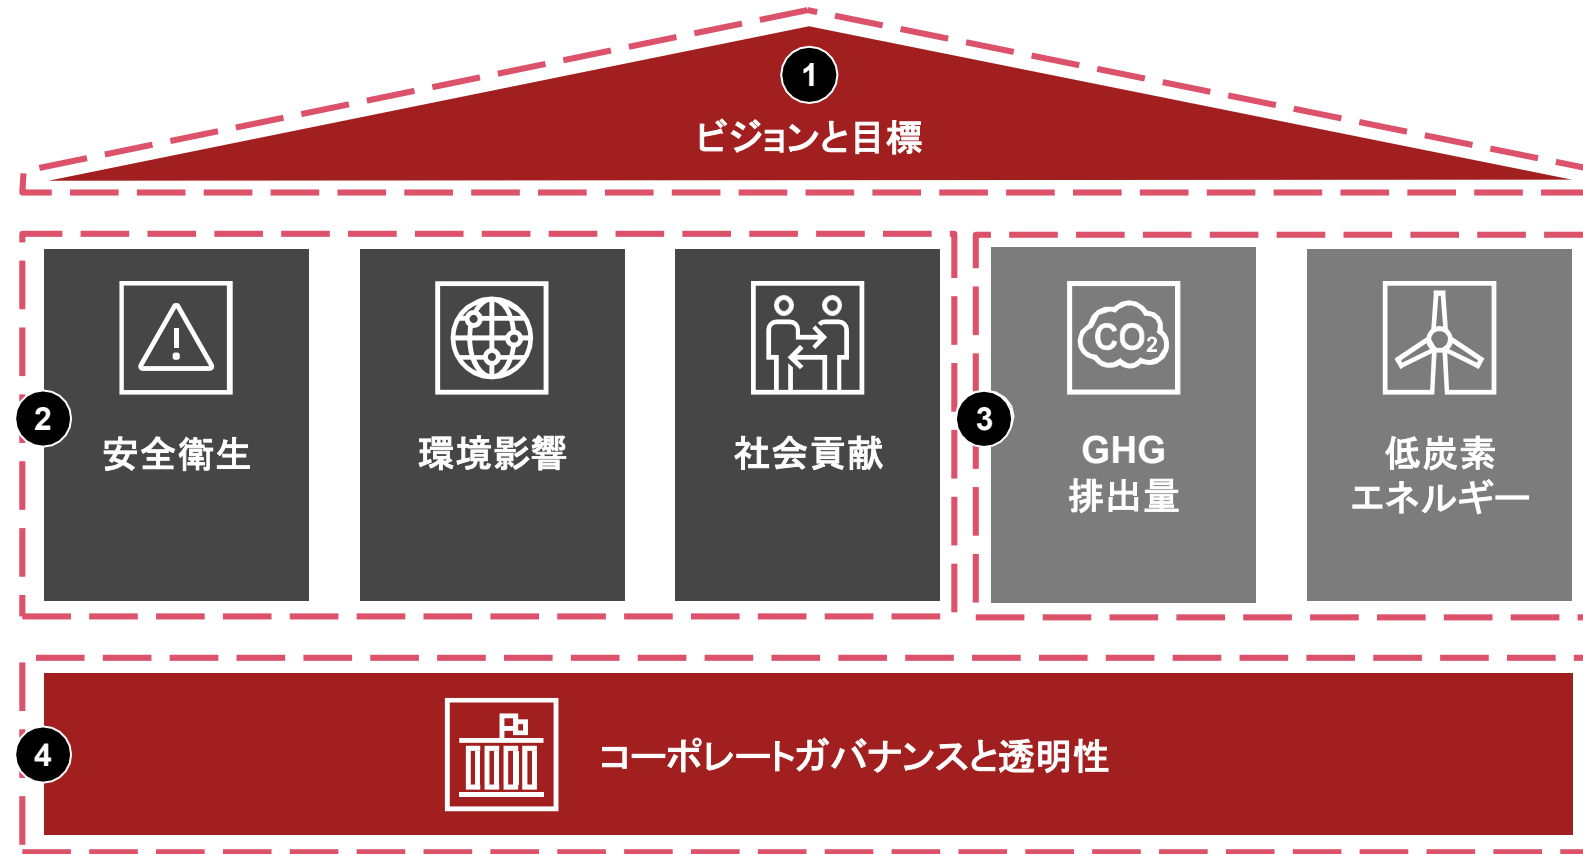 1
ビジョンと目標
2
安全衛生
環境影響
社会貢献
3
CO₂
GHG
排出量
低炭素
エネルギー
4
コーポレートガバナンスと透明性